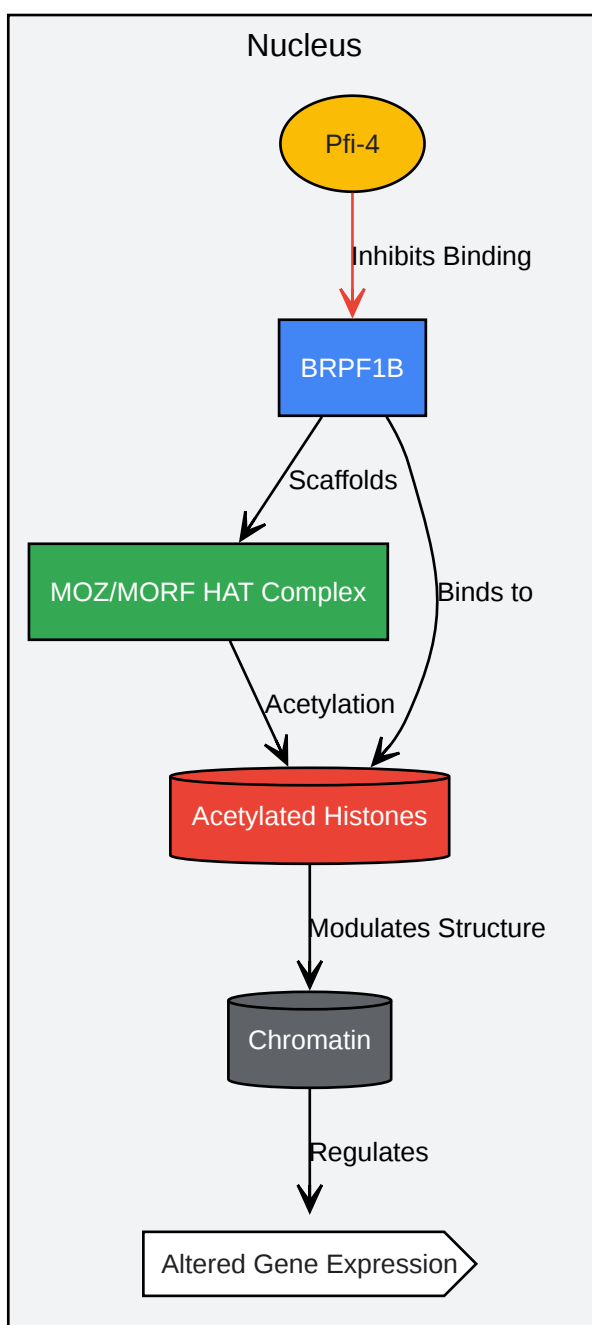 Nucleus
Pfi-4
Inhibits Binding
BRPF1B
Scaffolds
MOZ/MORF HAT Complex
Binds to
Acetylation
Acetylated Histones
Modulates Structure
Chromatin
Regulates
Altered Gene Expression